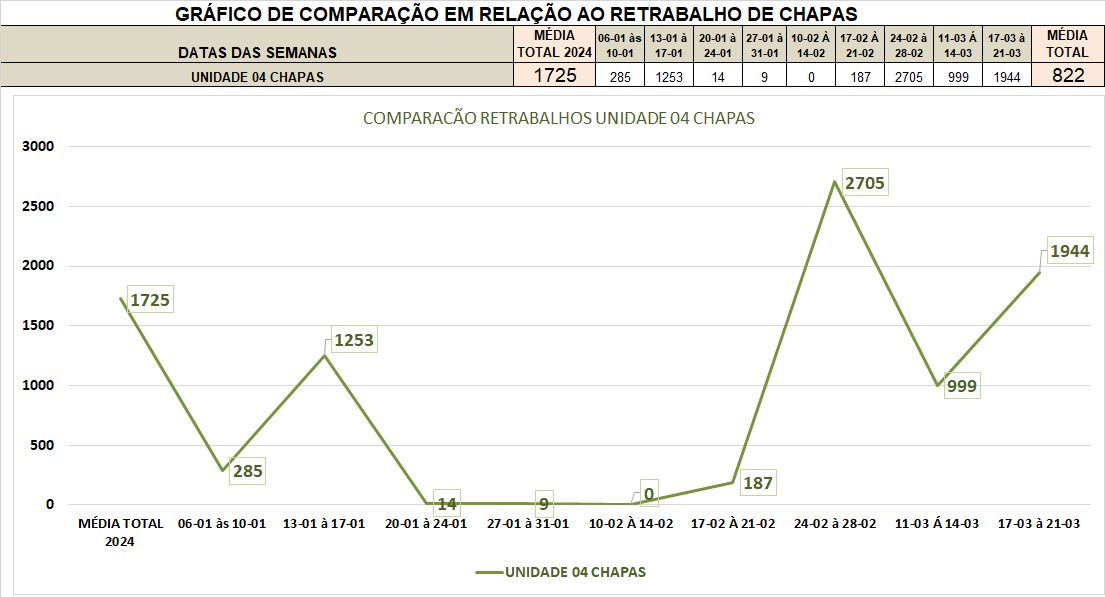 GRÁFICO DE COMPARAÇÃO EM RELAÇÃO AO RETRABALHO DE CHAPAS
DATAS DAS SEMANAS MÉDIA TOTAL 2024 06-01 às 10-01 13-01 à 17-01 20-01 à 24-01 27-01 à 31-01 10-02 À 14-02 17-02 À 21-02 24-02 à 28-02 11-03 Á 14-03 17-03 à 21-03 MÉDIA TOTAL
UNIDADE 04 CHAPAS 1725 285 1253 14 9 0 187 2705 999 1944 822
COMPARACÃO RETRABALHOS UNIDADE 04 CHAPAS
3000
2500
2000
1500
1000
500
0
1725
285
1253
14
9
0
187
2705
999
1944
MÉDIA TOTAL 2024 06-01 às 10-01 13-01 à 17-01 20-01 à 24-01 27-01 à 31-01 10-02 À 14-02 17-02 À 21-02 24-02 à 28-02 11-03 Á 14-03 17-03 à 21-03
UNIDADE 04 CHAPAS